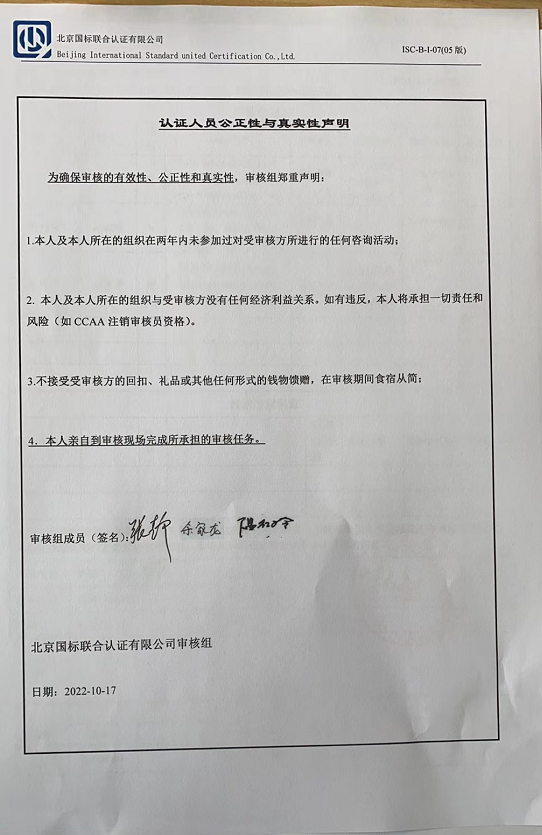 北京国标联合认证有限公司
Beijing International Standard united Certification Co.,Ltd.
ISC-B-I-07(05 版)
认证人员公正性与真实性声明
为确保审核的有效性、公正性和真实性，审核组郑重声明：
1.本人及本人所在的组织在两年内未参加过对受审核方所进行的任何咨询活动；
2. 本人及本人所在的组织与受审核方没有任何经济利益关系。如有违反，本人将承担一切责任和
风险（如 CCAA 注销审核员资格）。
3.不接受受审核方的回扣、礼品或其他任何形式的钱物馈赠，在审核期间食宿从简；
4．本人亲自到审核现场完成所承担的审核任务。
审核组成员（签名）：
北京国标联合认证有限公司审核组
日期：2022-10-17